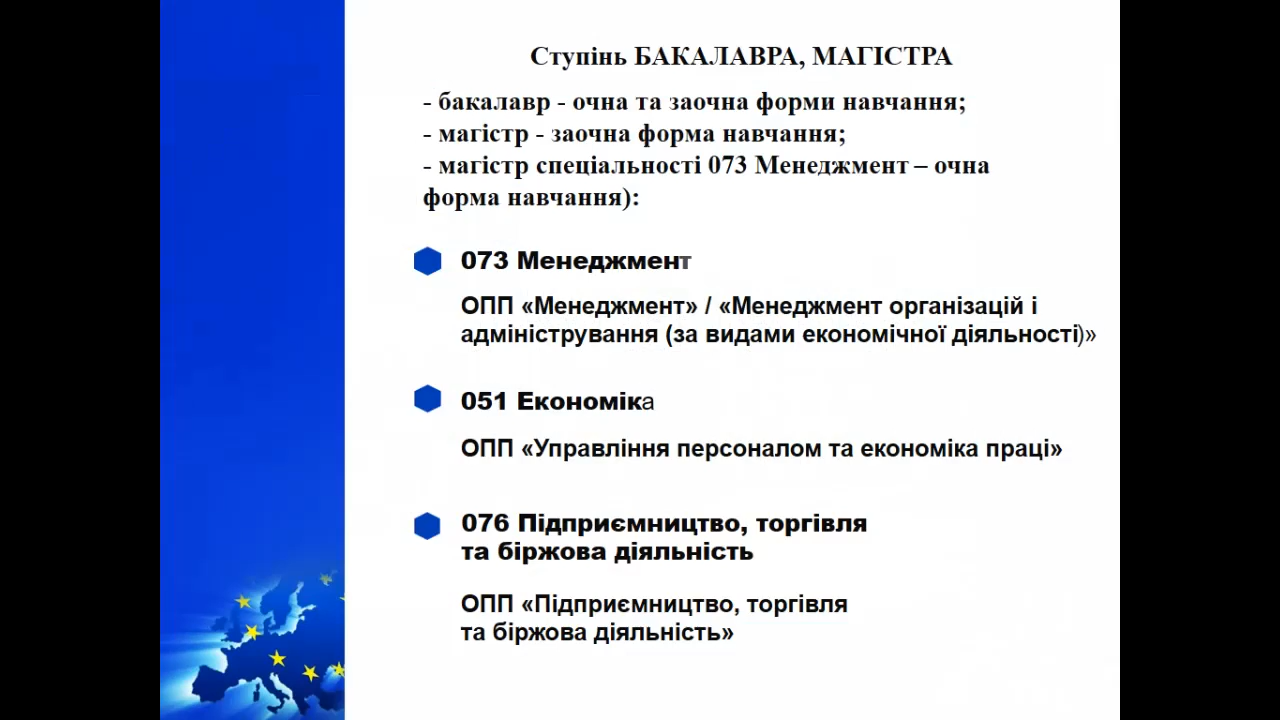 Ступінь БАКАЛАВРА, МАГІСТРА
- бакалавр - очна та заочна форми навчання;
- магістр - заочна форма навчання;
- магістр спеціальності 073 Менеджмент – очна
форма навчання):
073 Менеджмент
ОПП «Менеджмент» / «Менеджмент організацій і
адміністрування (за видами економічної діяльності)»
051 Економіка
ОПП «Управління персоналом та економіка праці»
076 Підприємництво, торгівля
та біржова діяльність
ОПП «Підприємництво, торгівля
та біржова діяльність»